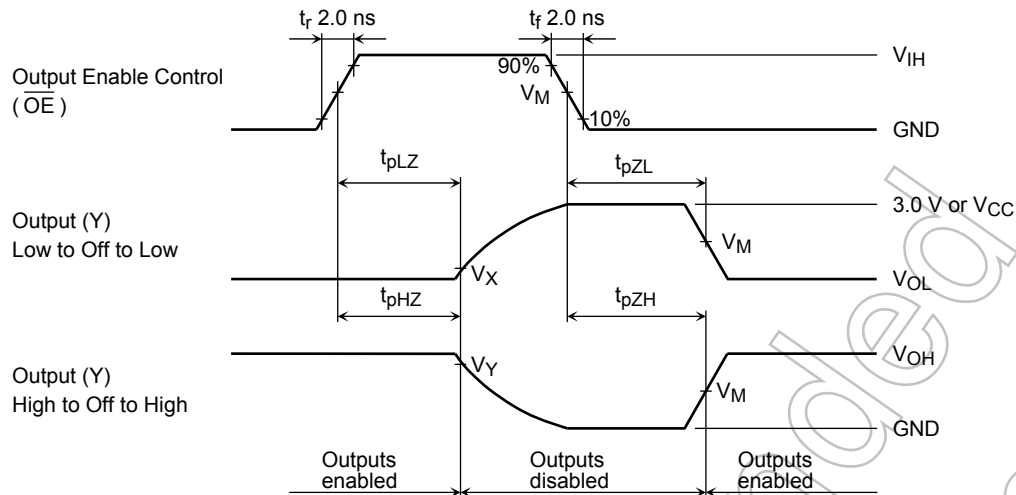 tr 2.0 ns
tf 2.0 ns
Output Enable Control
( OE )
90%
VM
10%
VIH
GND
tpLZ
tpZL
Output (Y)
Low to Off to Low
VX
VM
3.0 V or VCC
VOL
tpHZ
tpZH
Output (Y)
High to Off to High
VY
VM
VOH
GND
Outputs
enabled
Outputs
disabled
Outputs
enabled